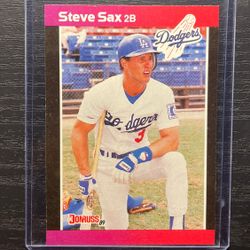 Steve Sax 2B
Dodgers
Dodgers
3
DONRUSS 89